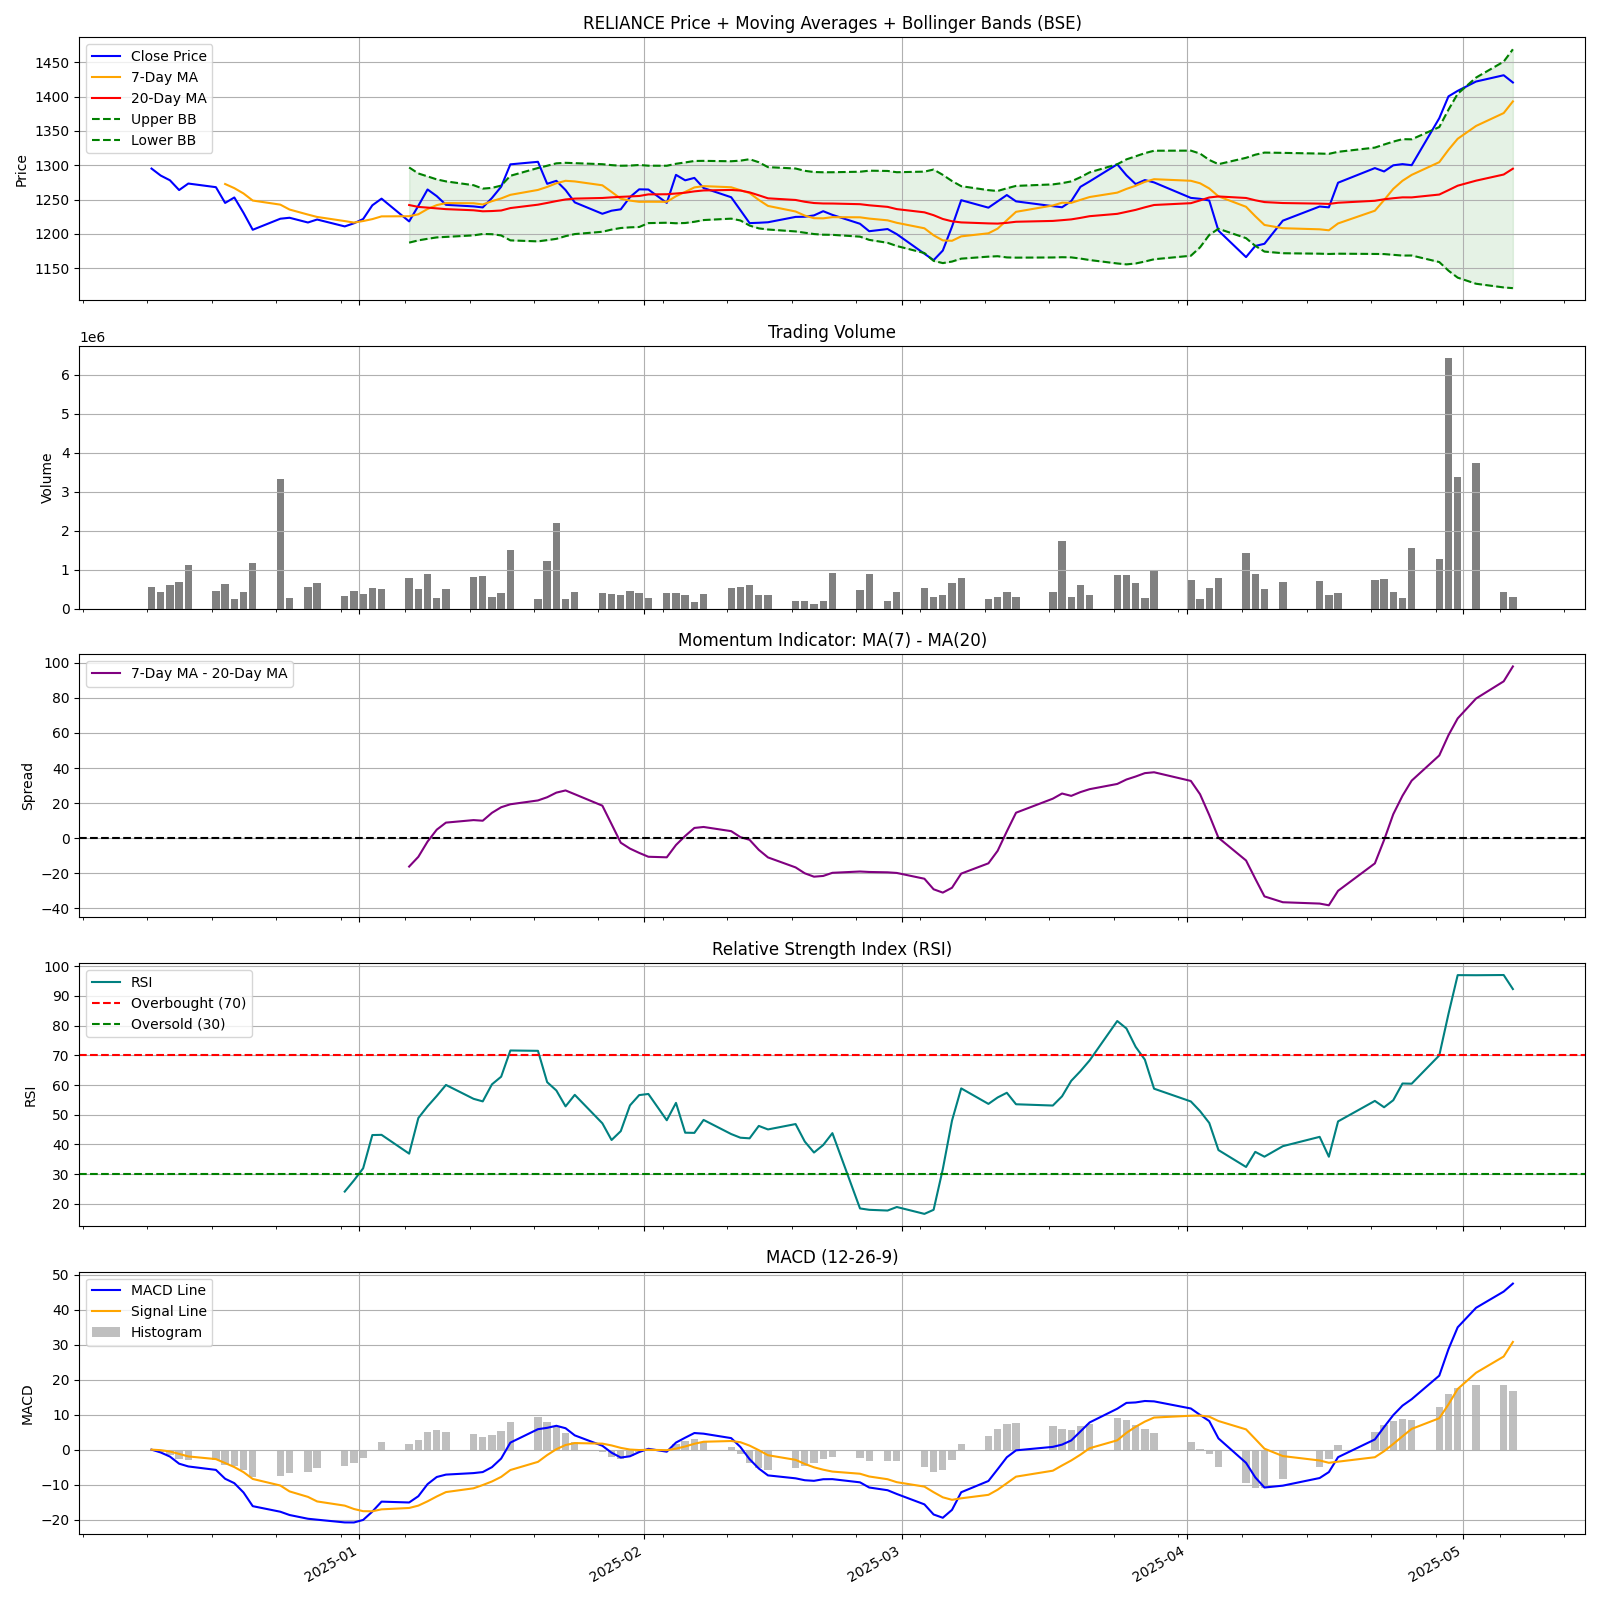 RELIANCE Price + Moving Averages + Bollinger Bands (BSE)
Close Price
7-Day MA
20-Day MA
Upper BB
Lower BB
Price
1450
1400
1350
1300
1250
1200
1150
Trading Volume
1e6
Volume
6
5
4
3
2
1
0
Momentum Indicator: MA(7) - MA(20)
7-Day MA - 20-Day MA
Spread
100
80
60
40
20
0
−20
−40
Relative Strength Index (RSI)
RSI
Overbought (70)
Oversold (30)
RSI
100
90
80
70
60
50
40
30
20
MACD (12-26-9)
MACD Line
Signal Line
Histogram
MACD
50
40
30
20
10
0
−10
−20
2025-01
2025-02
2025-03
2025-04
2025-05